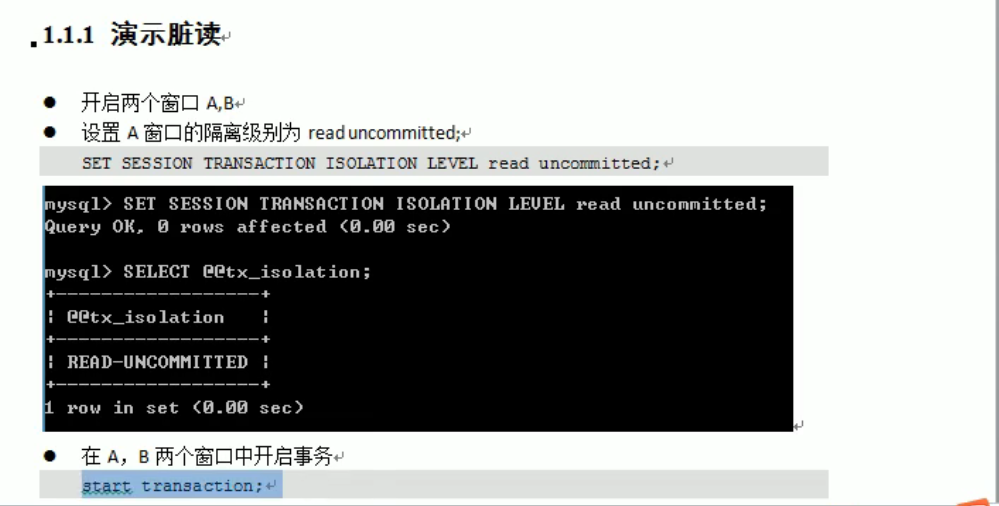 1.1.1 演示脏读
● 开启两个窗口 A,B
● 设置 A 窗口的隔离级别为 read uncommitted;
SET SESSION TRANSACTION ISOLATION LEVEL read uncommitted;
mysql> SET SESSION TRANSACTION ISOLATION LEVEL read uncommitted;
Query OK, 0 rows affected (0.00 sec)
mysql> SELECT @@tx_isolation;
+------------------+
| @@tx_isolation   |
+------------------+
| READ-UNCOMMITTED |
+------------------+
1 row in set (0.00 sec)
● 在 A，B 两个窗口中开启事务
start transaction;